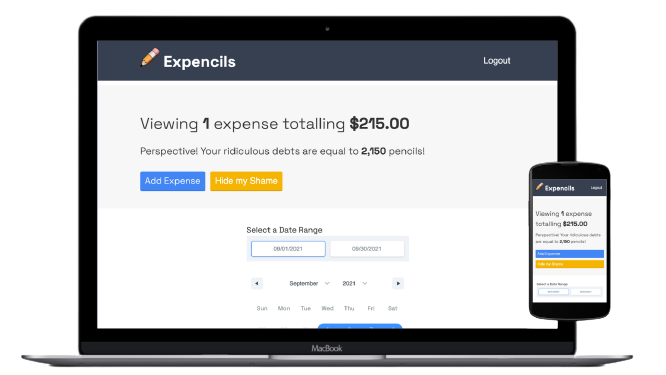 Expencils
Logout
Viewing 1 expense totalling $215.00
Perspective! Your ridiculous debts are equal to 2,150 pencils!
Add Expense Hide my Shame
Select a Date Range
09/01/2021 09/30/2021
September 2021
Sun Mon Tue Wed Thu Fri Sat
MacBook
Expencils
Logout
Viewing 1 expense
totalling $215.00
Perspective! Your ridiculous debts
are equal to 2,150 pencils!
Add Expense
Hide my Shame
Select a Date Range